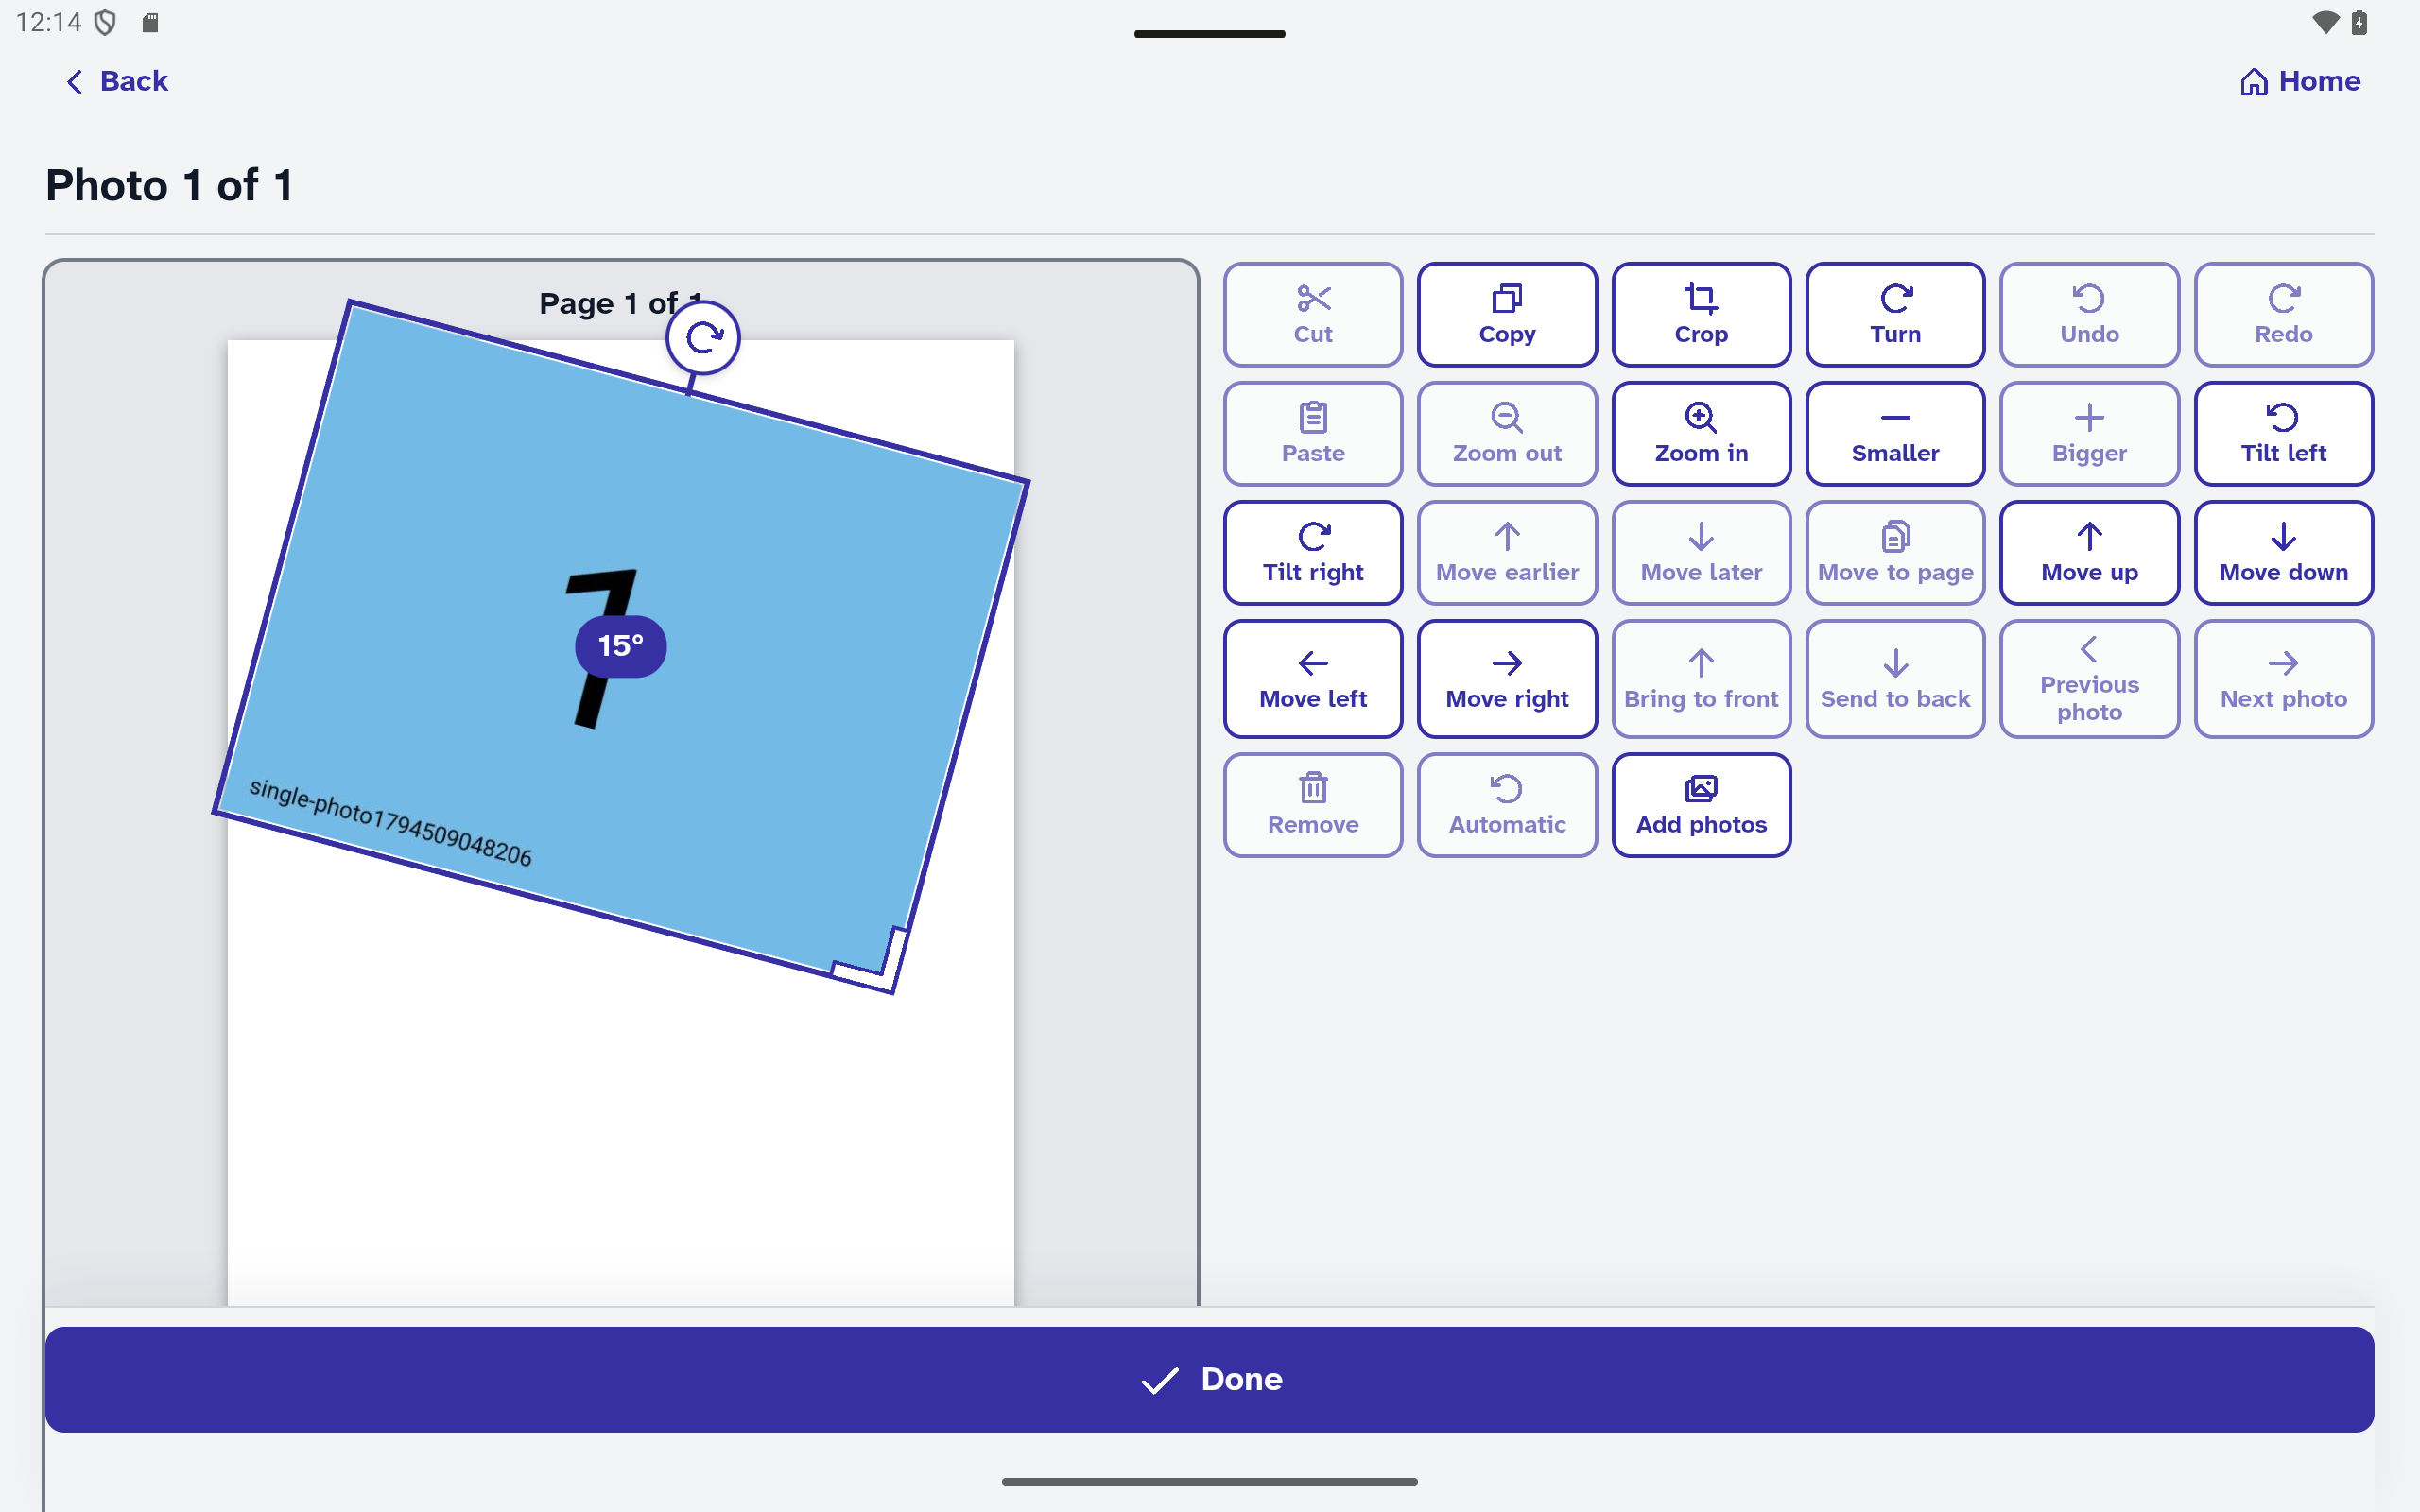 12:14
Back
Home
Photo 1 of 1
Page 1 of 1
1
15°
single-photo1794509048206
Cut
Copy
Crop
Turn
Undo
Redo
Paste
Zoom out
Zoom in
Smaller
Bigger
Tilt left
Tilt right
Move earlier
Move later
Move to page
Move up
Move down
Move left
Move right
Bring to front
Send to back
Previous
photo
Next photo
Remove
Automatic
Add photos
Done